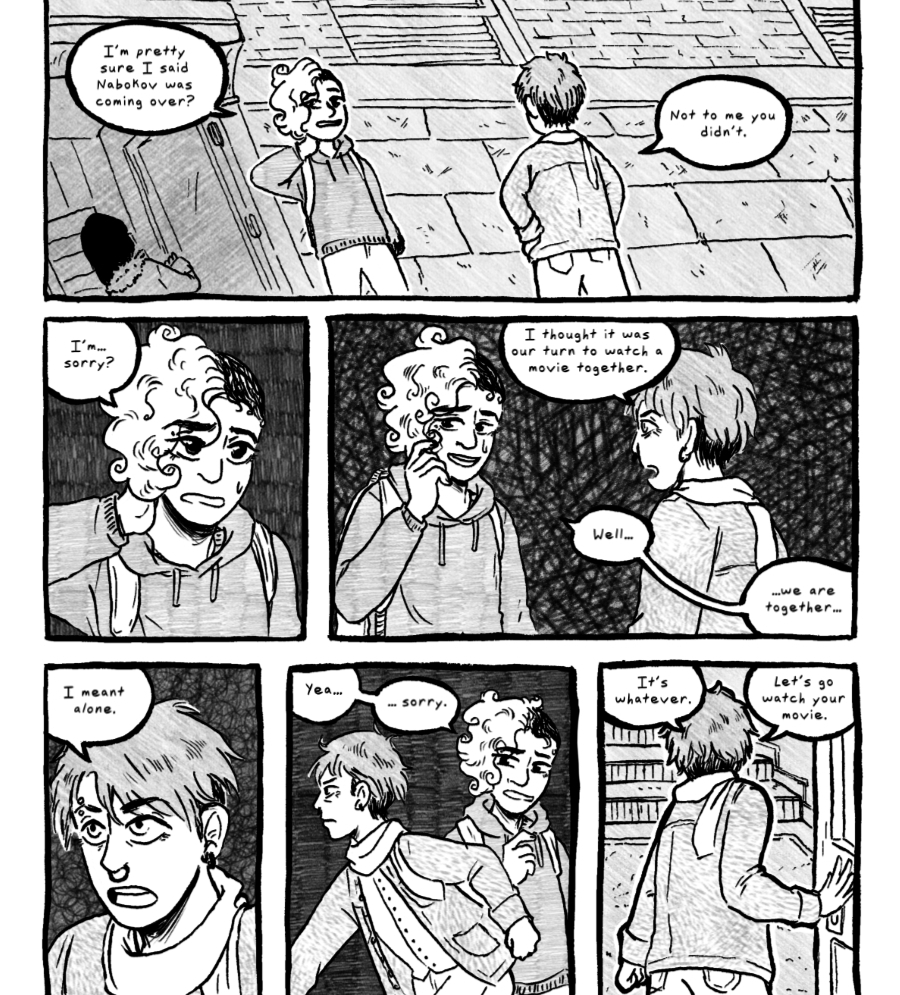 I'm pretty
sure I said
Nabokov was
coming over?
Not to me you
didn't.
I'm...
sorry?
I thought it was
our turn to watch a
movie together.
Well...
...we are
together...
I meant
alone.
Yea...
... sorry.
It's
whatever.
Let's go
watch your
movie.